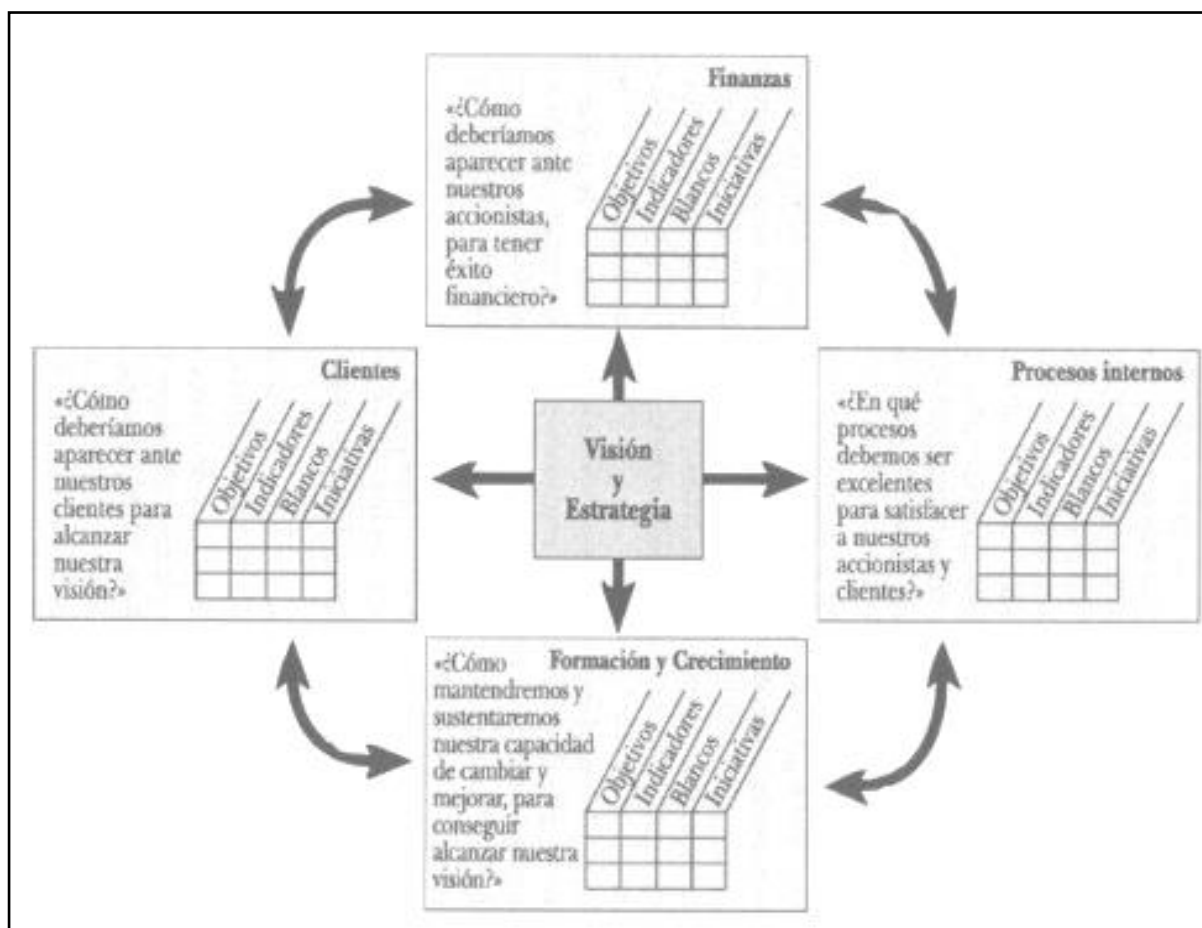 Finanzas
«¿Cómo
deberíamos
aparecer ante
nuestros
accionistas,
para tener
éxito
financiero?»
Objetivos
Indicadores
Blancos
Iniciativas
Clientes
«¿Cómo
deberíamos
aparecer ante
nuestros
clientes para
alcanzar
nuestra
visión?»
Objetivos
Indicadores
Blancos
Iniciativas
Visión
y
Estrategia
Procesos internos
«¿En qué
procesos
debemos ser
excelentes
para satisfacer
a nuestros
accionistas y
clientes?»
Objetivos
Indicadores
Blancos
Iniciativas
Formación y Crecimiento
«¿Cómo
mantendremos y
sustentaremos
nuestra capacidad
de cambiar y
mejorar, para
conseguir
alcanzar nuestra
visión?»
Objetivos
Indicadores
Blancos
Iniciativas